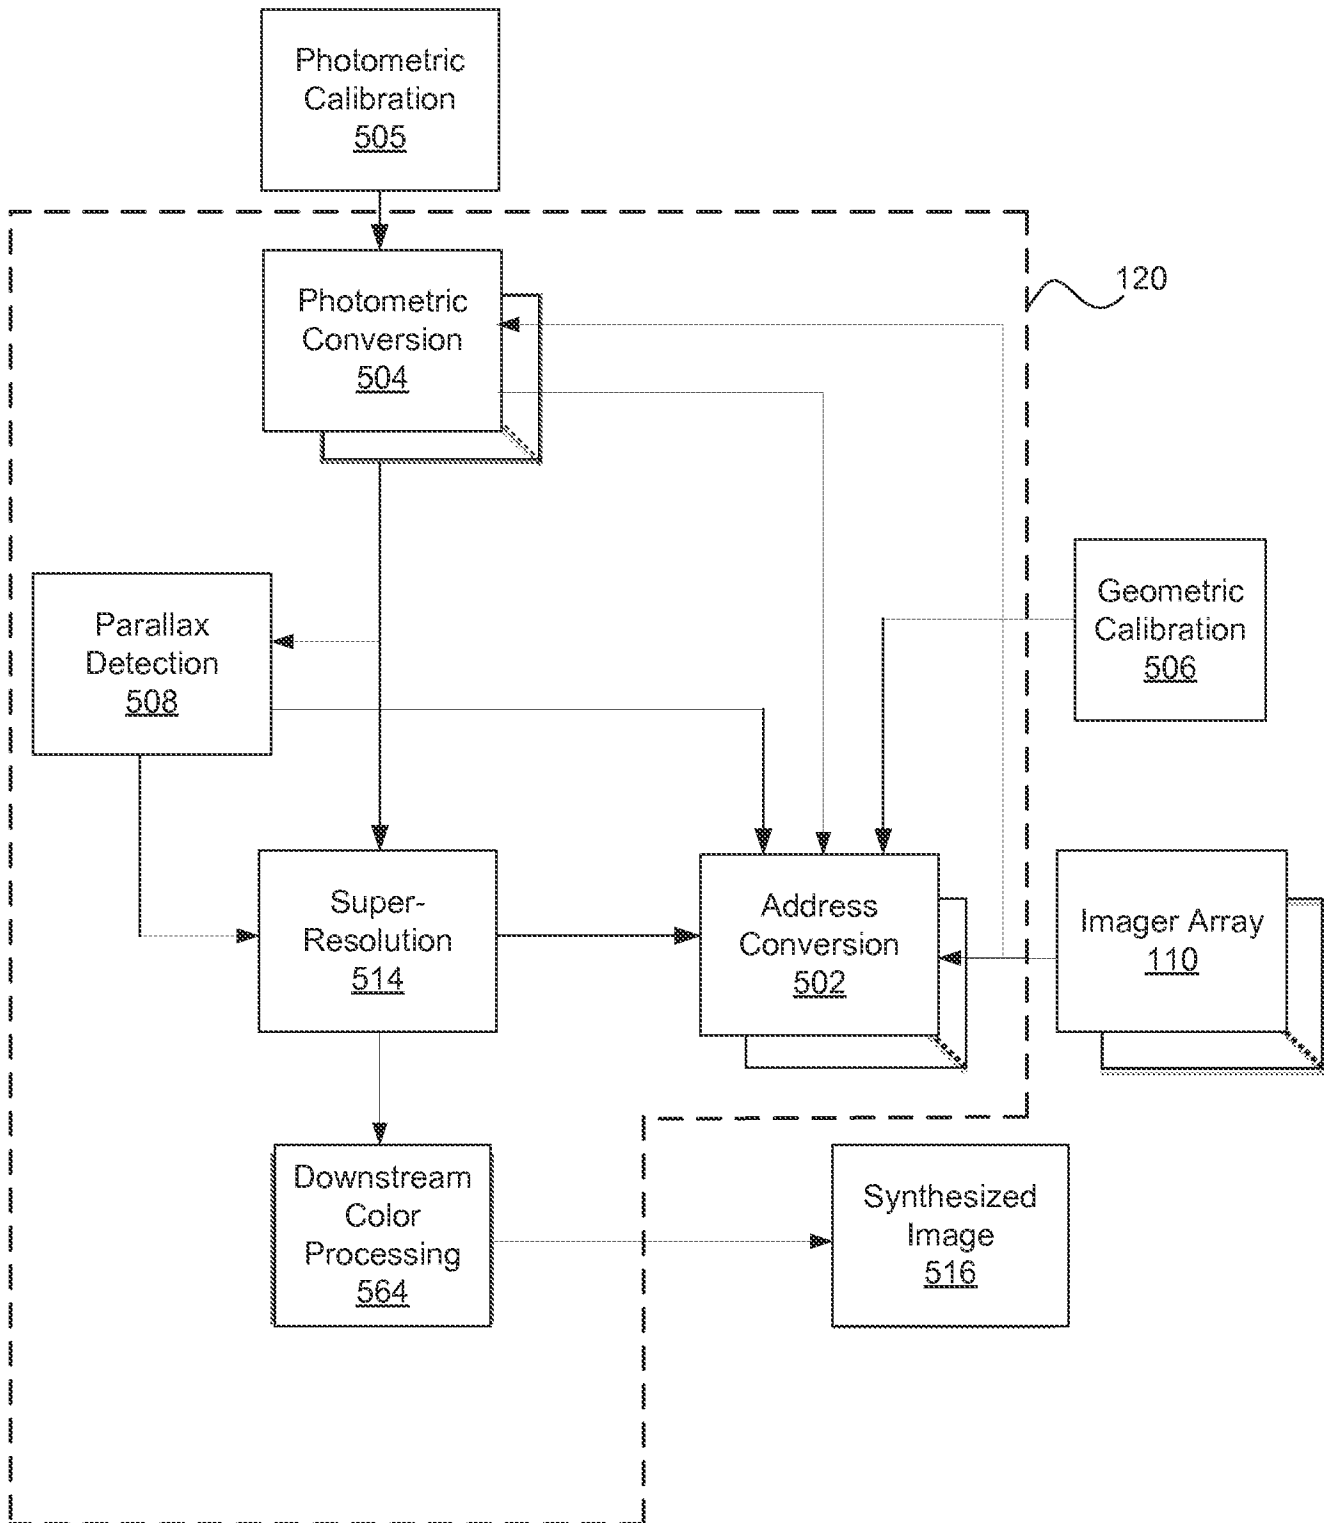 Photometric
Calibration
505
120
Photometric
Conversion
504
Geometric
Calibration
506
Parallax
Detection
508
Super-
Resolution
514
Address
Conversion
502
Imager Array
110
Downstream
Color
Processing
564
Synthesized
Image
516